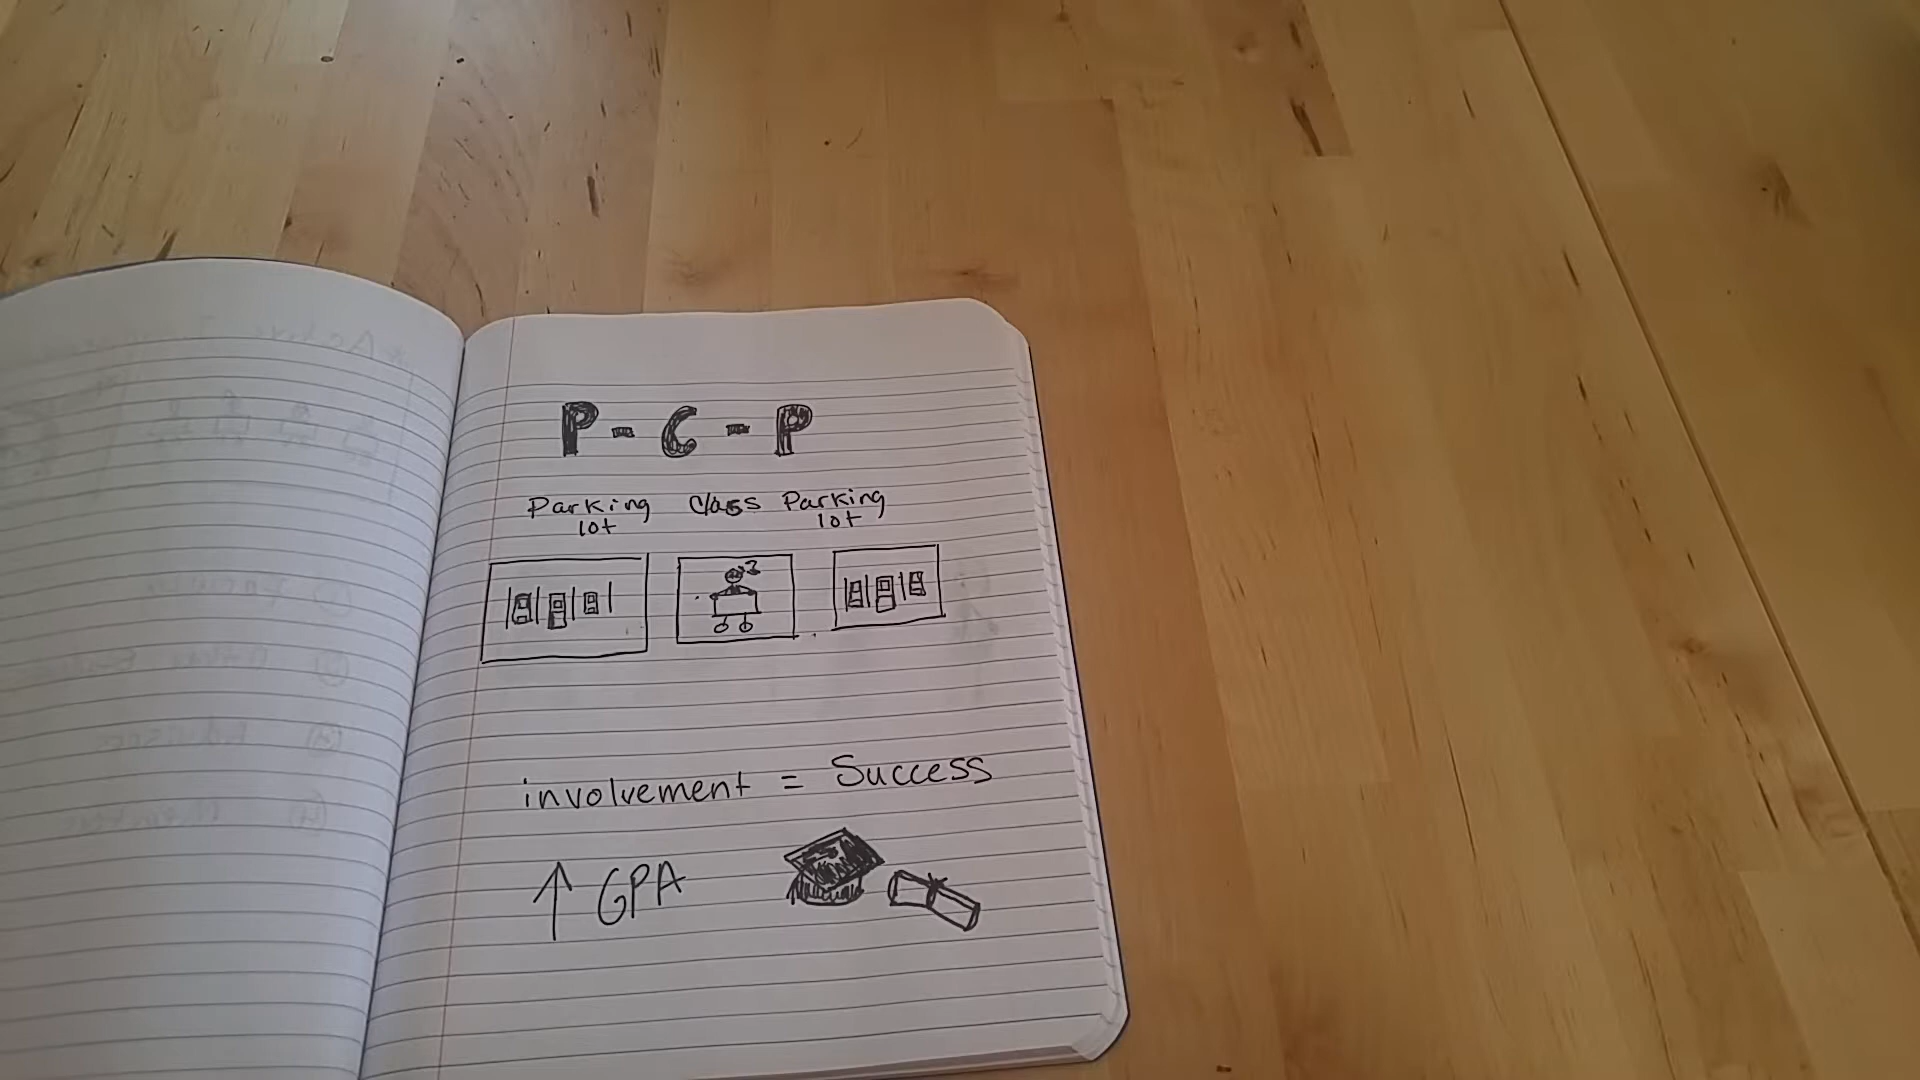 P - C - P
Parking lot Class Parking lot
involvement = Success
↑ GPA